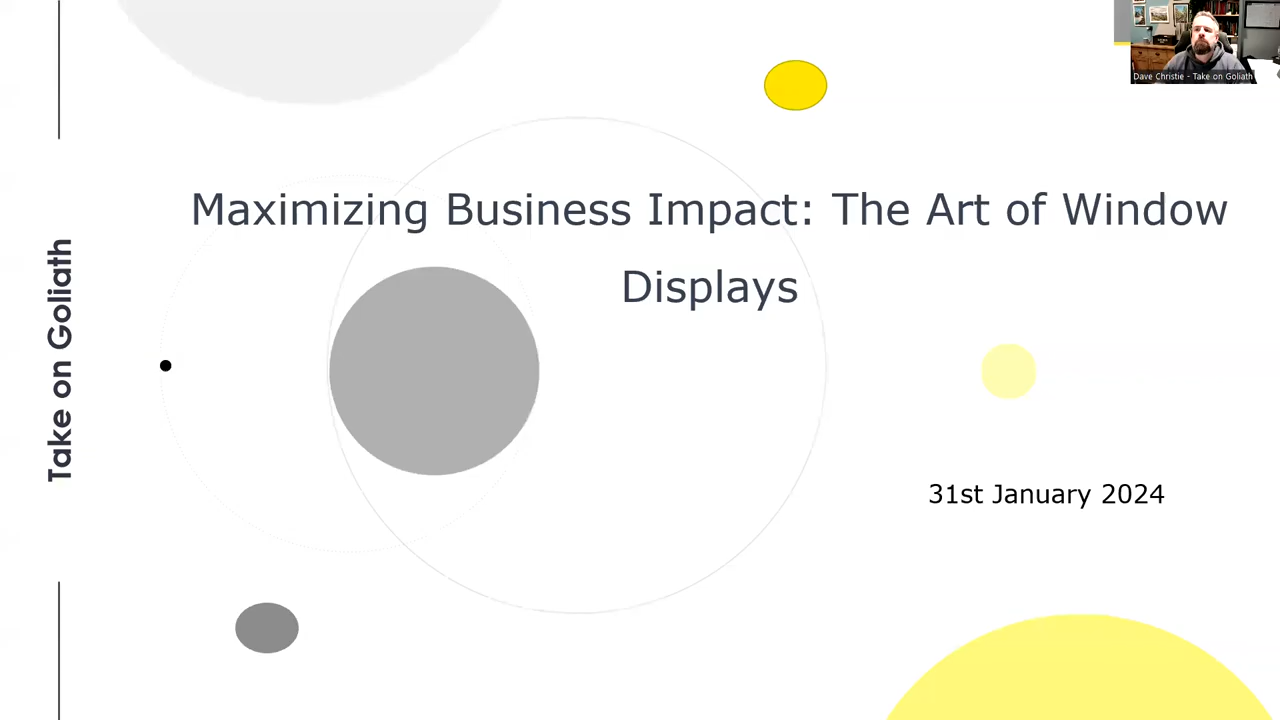 Dave Christie - Take on Goliath
Maximizing Business Impact: The Art of Window
Displays
Take on Goliath
31st January 2024